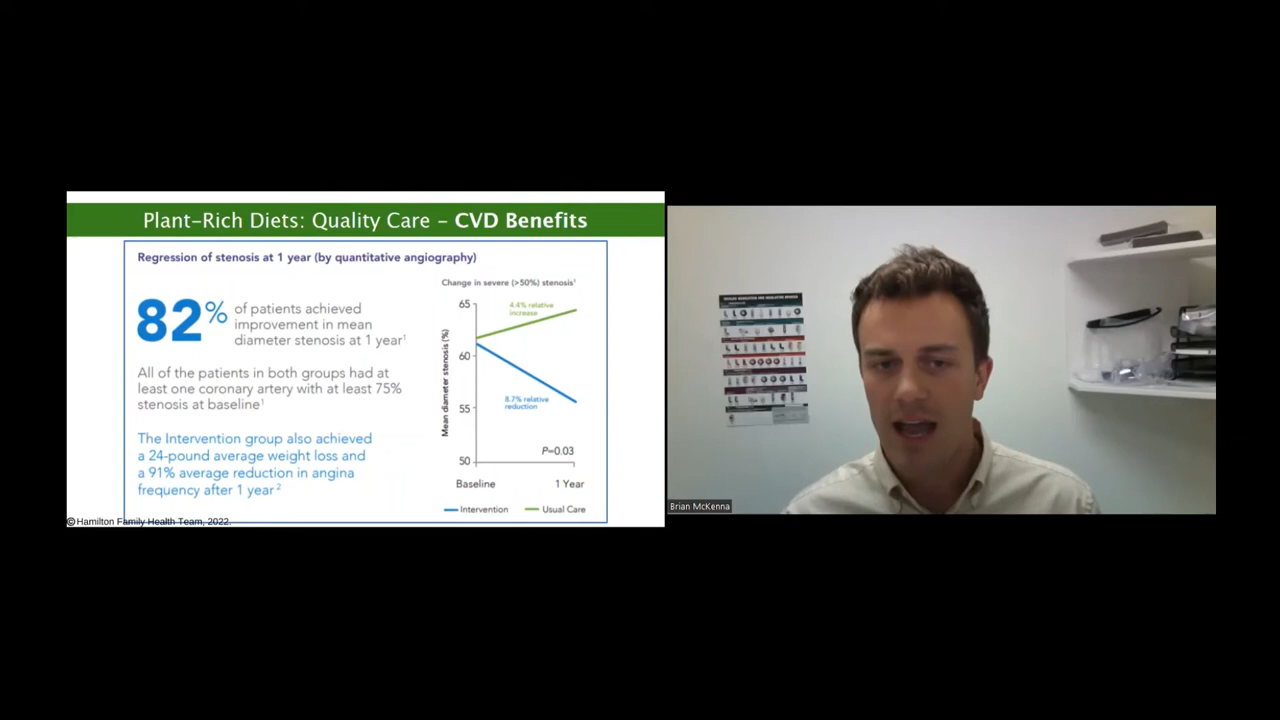 Plant-Rich Diets: Quality Care – CVD Benefits
Regression of stenosis at 1 year (by quantitative angiography)
82%
of patients achieved
improvement in mean
diameter stenosis at 1 year¹
All of the patients in both groups had at
least one coronary artery with at least 75%
stenosis at baseline¹
The Intervention group also achieved
a 24-pound average weight loss and
a 91% average reduction in angina
frequency after 1 year ²
Change in severe (>50%) stenosis¹
Mean diameter stenosis (%)
65
60
55
50
4.4% relative
increase
8.7% relative
reduction
P=0.03
Baseline
1 Year
Intervention
Usual Care
© Hamilton Family Health Team, 2022.
Brian McKenna